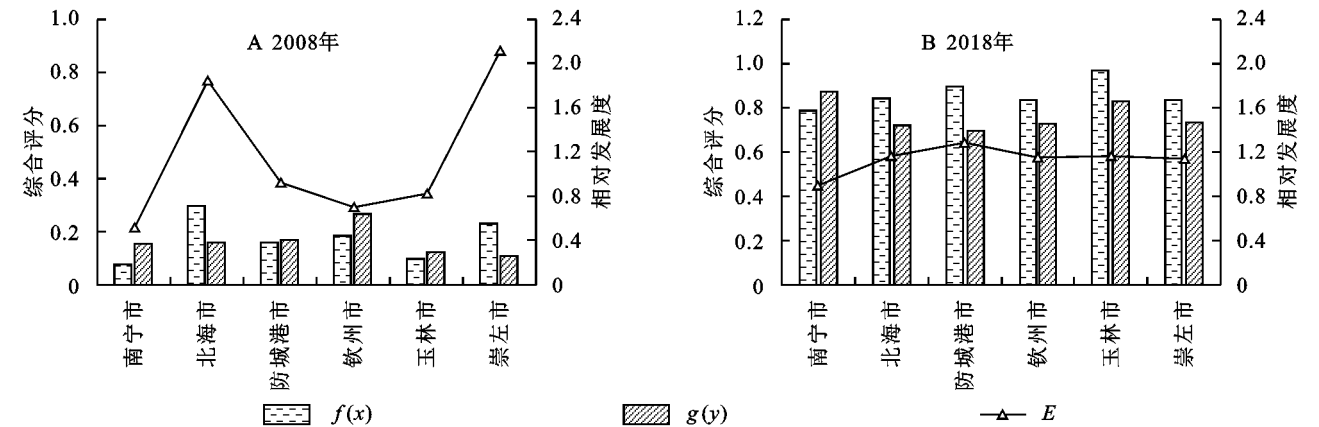 A 2008年
综合评分
1.0
0.8
0.6
0.4
0.2
0
相对发展度
2.4
2.0
1.6
1.2
0.8
0.4
0
南宁市
北海市
防城港市
钦州市
玉林市
崇左市
B 2018年
综合评分
1.2
1.0
0.8
0.6
0.4
0.2
0
相对发展度
2.4
2.0
1.6
1.2
0.8
0.4
0
南宁市
北海市
防城港市
钦州市
玉林市
崇左市
f(x) g(y) E